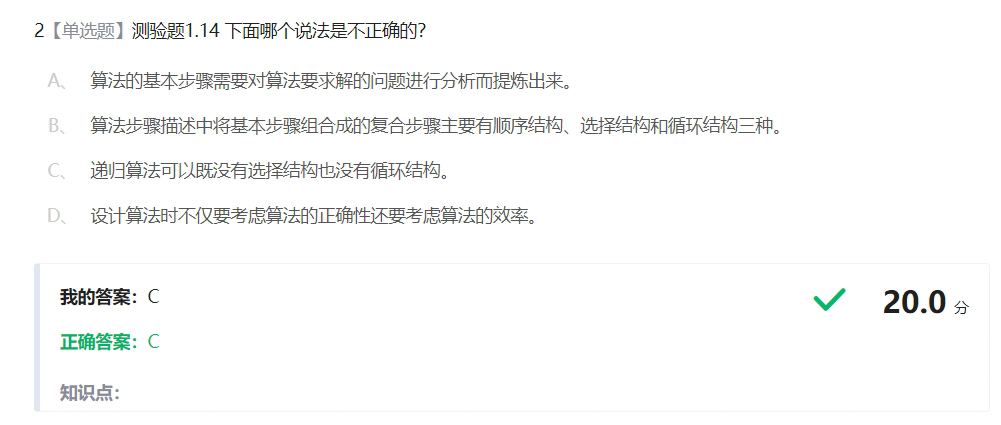 2【单选题】测验题1.14 下面哪个说法是不正确的?
A、 算法的基本步骤需要对算法要求解的问题进行分析而提炼出来。
B、 算法步骤描述中将基本步骤组合成的复合步骤主要有顺序结构、选择结构和循环结构三种。
C、 递归算法可以既没有选择结构也没有循环结构。
D、 设计算法时不仅要考虑算法的正确性还要考虑算法的效率。
我的答案：C
20.0 分
正确答案：C
知识点：